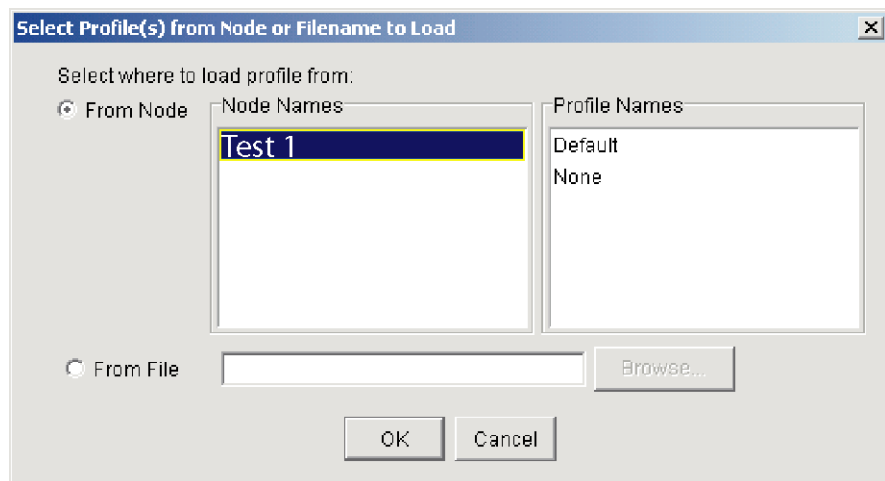 Select Profile(s) from Node or Filename to Load
Select where to load profile from:
From Node
Node Names
Test 1
Profile Names
Default
None
From File
Browse...
OK
Cancel